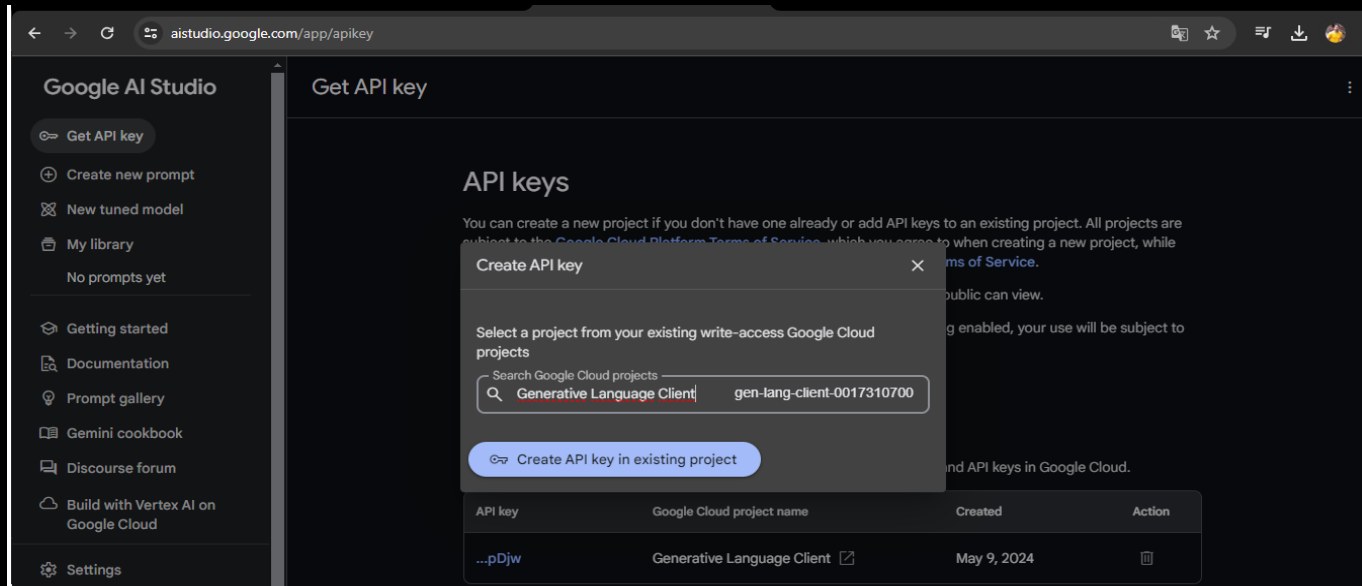 aistudio.google.com/app/apikey
Google AI Studio
Get API key
Create new prompt
New tuned model
My library
No prompts yet
Getting started
Documentation
Prompt gallery
Gemini cookbook
Discourse forum
Build with Vertex AI on
Google Cloud
Settings
Get API key
API keys
You can create a new project if you don't have one already or add API keys to an existing project. All projects are
subject to the Google Cloud Platform Terms of Service, which you agree to when creating a new project, while
ms of Service.
public can view.
g enabled, your use will be subject to
Create API key
Select a project from your existing write-access Google Cloud
projects
Search Google Cloud projects
Generative Language Client gen-lang-client-0017310700
Create API key in existing project
and API keys in Google Cloud.
API key Google Cloud project name Created Action
...pDjw Generative Language Client May 9, 2024